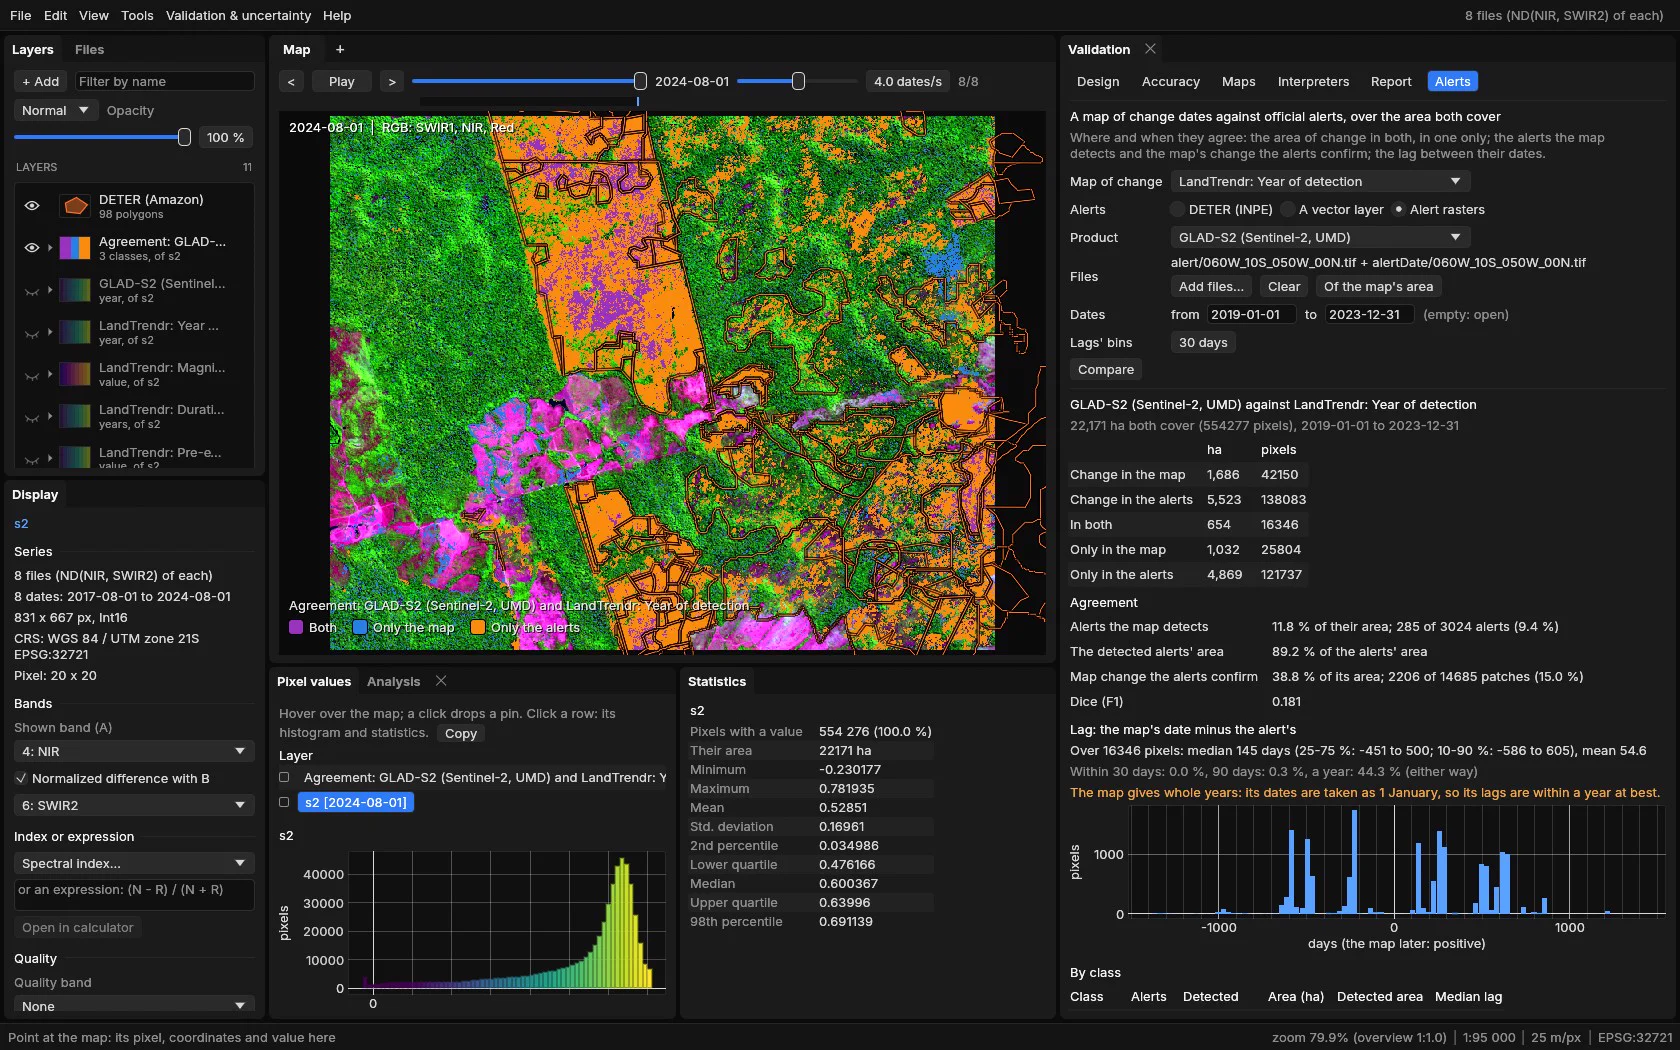 File Edit View Tools Validation & uncertainty Help
8 files (ND(NIR, SWIR2) of each)
Layers Files
+ Add Filter by name
Normal Opacity
100 %
LAYERS 11
DETER (Amazon)
98 polygons
Agreement: GLAD-...
3 classes, of s2
GLAD-S2 (Sentinel...
year, of s2
LandTrendr: Year ...
year, of s2
LandTrendr: Magni...
value, of s2
LandTrendr: Durati...
years, of s2
LandTrendr: Pre-e...
value, of s2
Display
s2
Series
8 files (ND(NIR, SWIR2) of each)
8 dates: 2017-08-01 to 2024-08-01
831 x 667 px, Int16
CRS: WGS 84 / UTM zone 21S
EPSG:32721
Pixel: 20 x 20
Bands
Shown band (A)
4: NIR
Normalized difference with B
6: SWIR2
Index or expression
Spectral index...
or an expression: (N - R) / (N + R)
Open in calculator
Quality
Quality band
None
Map +
< Play > 2024-08-01 4.0 dates/s 8/8
2024-08-01 | RGB: SWIR1, NIR, Red
Agreement: GLAD-S2 (Sentinel-2, UMD) and LandTrendr: Year of detection
Both Only the map Only the alerts
Pixel values Analysis
Hover over the map; a click drops a pin. Click a row: its
histogram and statistics. Copy
Layer
Agreement: GLAD-S2 (Sentinel-2, UMD) and LandTrendr: Y
s2 [2024-08-01]
s2
pixels
40000
30000
20000
10000
0
0
Statistics
s2
Pixels with a value 554 276 (100.0 %)
Their area 22171 ha
Minimum -0.230177
Maximum 0.781935
Mean 0.52851
Std. deviation 0.16961
2nd percentile 0.034986
Lower quartile 0.476166
Median 0.600367
Upper quartile 0.63996
98th percentile 0.691139
Validation
Design Accuracy Maps Interpreters Report Alerts
A map of change dates against official alerts, over the area both cover
Where and when they agree: the area of change in both, in one only; the alerts the map
detects and the map's change the alerts confirm; the lag between their dates.
Map of change LandTrendr: Year of detection
Alerts DETER (INPE) A vector layer Alert rasters
Product GLAD-S2 (Sentinel-2, UMD)
alert/060W_10S_050W_00N.tif + alertDate/060W_10S_050W_00N.tif
Files
Add files... Clear Of the map's area
Dates from 2019-01-01 to 2023-12-31 (empty: open)
Lags' bins 30 days
Compare
GLAD-S2 (Sentinel-2, UMD) against LandTrendr: Year of detection
22,171 ha both cover (554277 pixels), 2019-01-01 to 2023-12-31
ha pixels
Change in the map 1,686 42150
Change in the alerts 5,523 138083
In both 654 16346
Only in the map 1,032 25804
Only in the alerts 4,869 121737
Agreement
Alerts the map detects 11.8 % of their area; 285 of 3024 alerts (9.4 %)
The detected alerts' area 89.2 % of the alerts' area
Map change the alerts confirm 38.8 % of its area; 2206 of 14685 patches (15.0 %)
Dice (F1) 0.181
Lag: the map's date minus the alert's
Over 16346 pixels: median 145 days (25-75 %: -451 to 500; 10-90 %: -586 to 605), mean 54.6
Within 30 days: 0.0 %, 90 days: 0.3 %, a year: 44.3 % (either way)
The map gives whole years: its dates are taken as 1 January, so its lags are within a year at best.
pixels
1000
0
-1000 0 1000
days (the map later: positive)
By class
Class Alerts Detected Area (ha) Detected area Median lag
Point at the map: its pixel, coordinates and value here
zoom 79.9% (overview 1:1.0) | 1:95 000 | 25 m/px | EPSG:32721